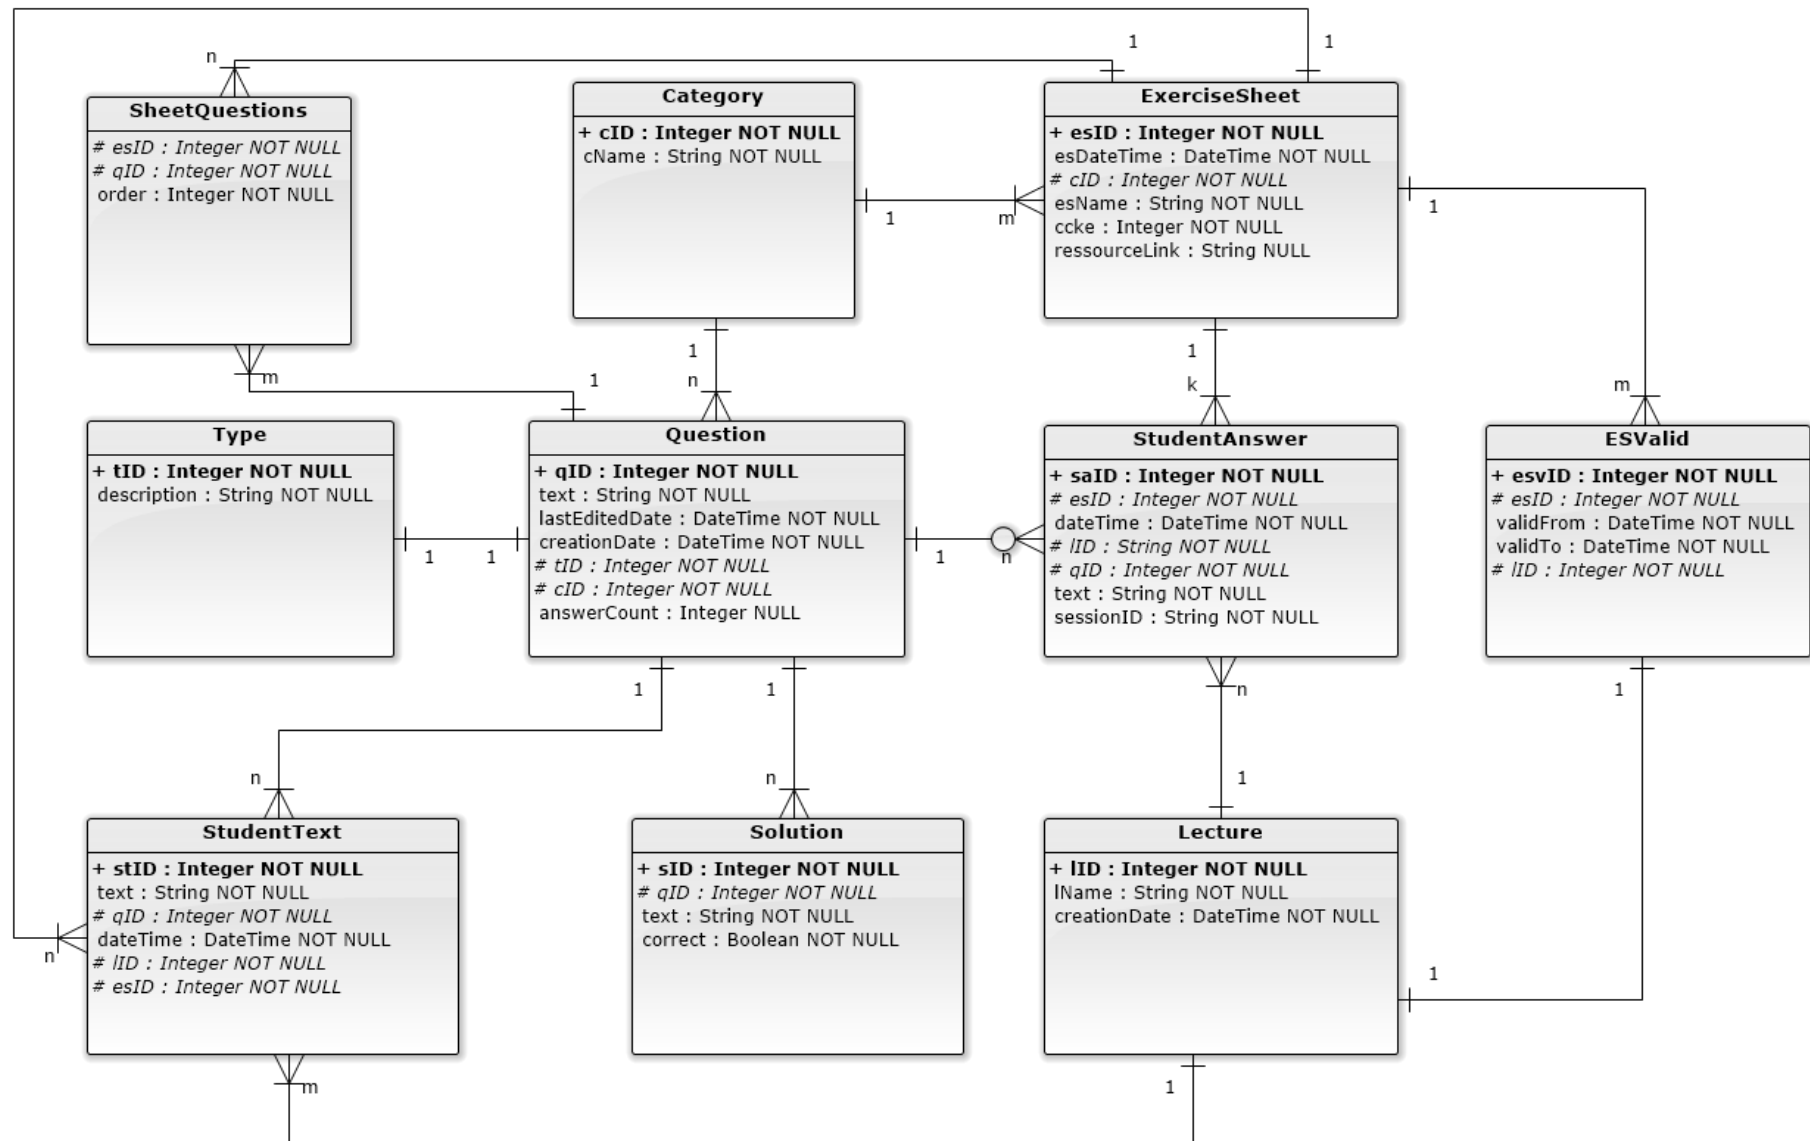 n
1
1
SheetQuestions
# esID : Integer NOT NULL
# qID : Integer NOT NULL
order : Integer NOT NULL
Category
+ cID : Integer NOT NULL
cName : String NOT NULL
ExerciseSheet
+ esID : Integer NOT NULL
esDateTime : DateTime NOT NULL
# cID : Integer NOT NULL
esName : String NOT NULL
ccke : Integer NOT NULL
ressourceLink : String NULL
1
m
1
m
1
1
n
1
k
m
Type
+ tID : Integer NOT NULL
description : String NOT NULL
Question
+ qID : Integer NOT NULL
text : String NOT NULL
lastEditedDate : DateTime NOT NULL
creationDate : DateTime NOT NULL
# tID : Integer NOT NULL
# cID : Integer NOT NULL
answerCount : Integer NULL
StudentAnswer
+ saID : Integer NOT NULL
# esID : Integer NOT NULL
dateTime : DateTime NOT NULL
# lID : String NOT NULL
# qID : Integer NOT NULL
text : String NOT NULL
sessionID : String NOT NULL
ESValid
+ esvID : Integer NOT NULL
# esID : Integer NOT NULL
validFrom : DateTime NOT NULL
validTo : DateTime NOT NULL
# lID : Integer NOT NULL
1
1
1
n
1
1
n
1
n
n
1
StudentText
+ stID : Integer NOT NULL
text : String NOT NULL
# qID : Integer NOT NULL
dateTime : DateTime NOT NULL
# lID : Integer NOT NULL
# esID : Integer NOT NULL
Solution
+ sID : Integer NOT NULL
# qID : Integer NOT NULL
text : String NOT NULL
correct : Boolean NOT NULL
Lecture
+ lID : Integer NOT NULL
lName : String NOT NULL
creationDate : DateTime NOT NULL
n
1
m
1